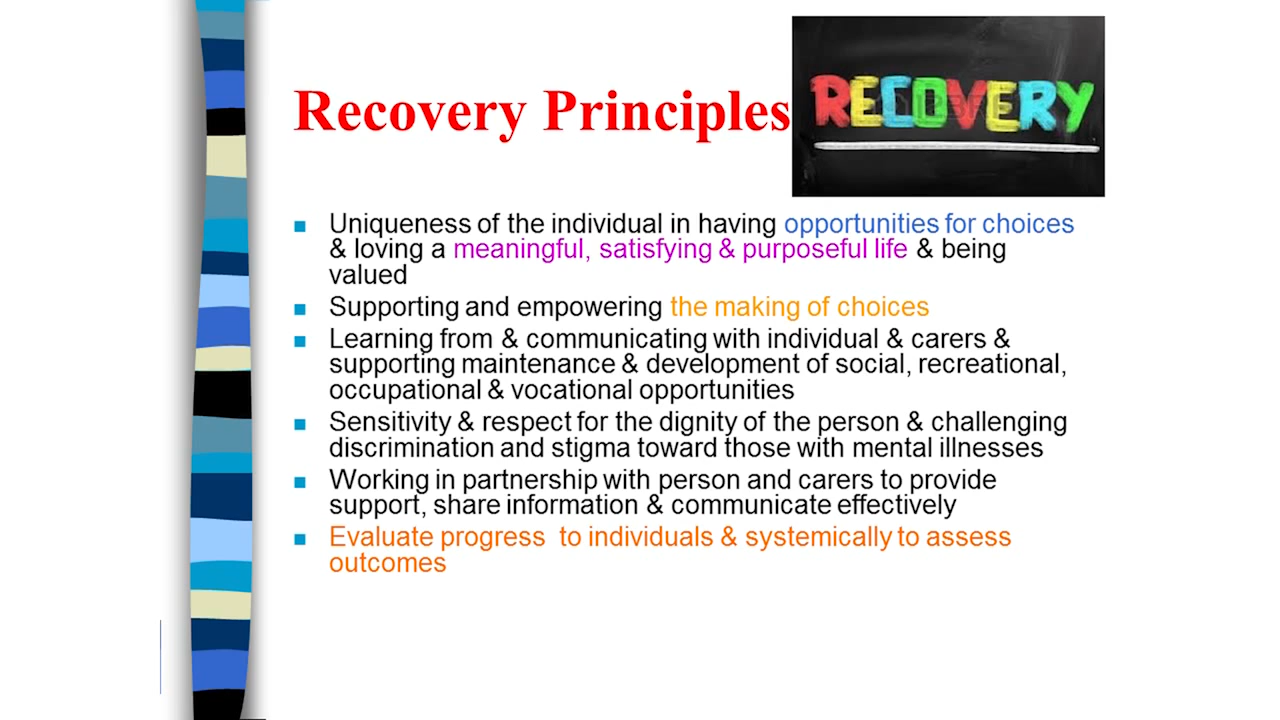 Recovery Principles
RECOVERY
Uniqueness of the individual in having opportunities for choices
& loving a meaningful, satisfying & purposeful life & being
valued
Supporting and empowering the making of choices
Learning from & communicating with individual & carers &
supporting maintenance & development of social, recreational,
occupational & vocational opportunities
Sensitivity & respect for the dignity of the person & challenging
discrimination and stigma toward those with mental illnesses
Working in partnership with person and carers to provide
support, share information & communicate effectively
Evaluate progress to individuals & systemically to assess
outcomes